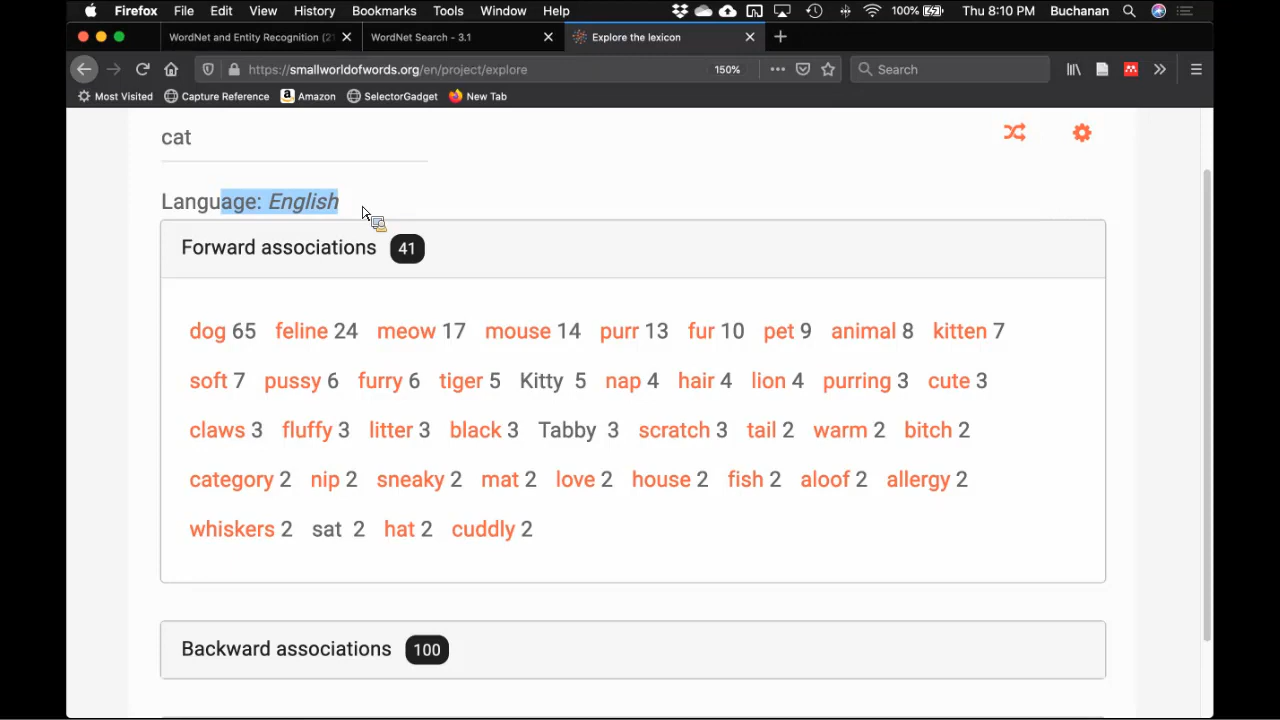 Firefox File Edit View History Bookmarks Tools Window Help 100% Thu 8:10 PM Buchanan
WordNet and Entity Recognition (21 WordNet Search - 3.1 Explore the lexicon
https://smallworldofwords.org/en/project/explore 150% Search
Most Visited Capture Reference Amazon SelectorGadget New Tab
cat
Language: English
Forward associations 41
dog 65 feline 24 meow 17 mouse 14 purr 13 fur 10 pet 9 animal 8 kitten 7
soft 7 pussy 6 furry 6 tiger 5 Kitty 5 nap 4 hair 4 lion 4 purring 3 cute 3
claws 3 fluffy 3 litter 3 black 3 Tabby 3 scratch 3 tail 2 warm 2 bitch 2
category 2 nip 2 sneaky 2 mat 2 love 2 house 2 fish 2 aloof 2 allergy 2
whiskers 2 sat 2 hat 2 cuddly 2
Backward associations 100